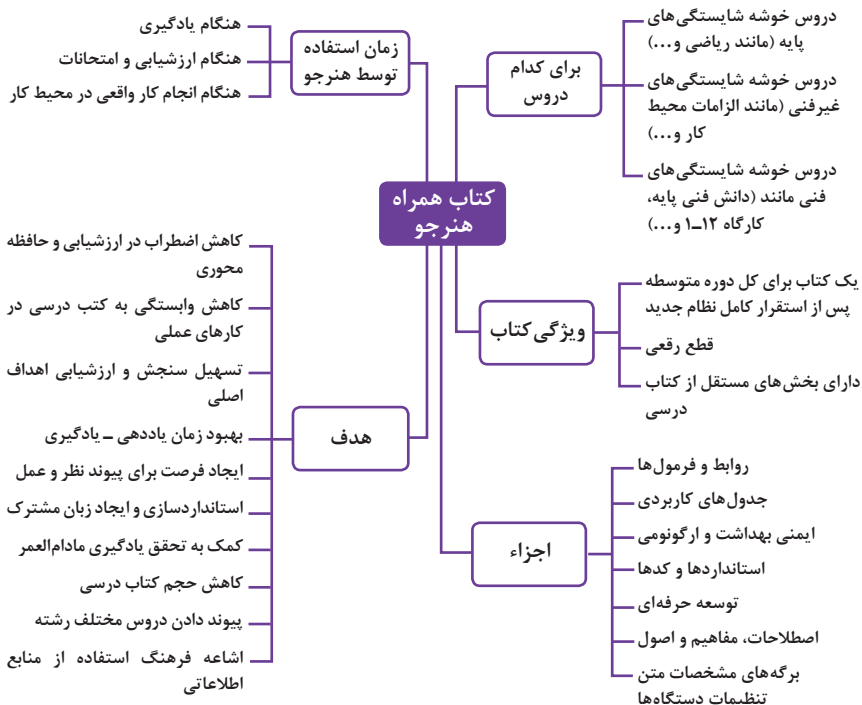 کتاب همراه
هنرجو
برای کدام
دروس
دروس خوشه شایستگی‌های
پایه (مانند ریاضی و...)
دروس خوشه شایستگی‌های
غیرفنی (مانند الزامات محیط
کار و...)
دروس خوشه شایستگی‌های
فنی مانند (دانش فنی پایه،
کارگاه ۱۲ـ۱ و...)
ویژگی کتاب
یک کتاب برای کل دوره متوسطه
پس از استقرار کامل نظام جدید
قطع رقعی
دارای بخش‌های مستقل از کتاب
درسی
اجزاء
روابط و فرمول‌ها
جدول‌های کاربردی
ایمنی بهداشت و ارگونومی
استانداردها و کدها
توسعه حرفه‌ای
اصطلاحات، مفاهیم و اصول
برگه‌های مشخصات متن
تنظیمات دستگاه‌ها
زمان استفاده
توسط هنرجو
هنگام یادگیری
هنگام ارزشیابی و امتحانات
هنگام انجام کار واقعی در محیط کار
هدف
کاهش اضطراب در ارزشیابی و حافظه
محوری
کاهش وابستگی به کتب درسی در
کارهای عملی
تسهیل سنجش و ارزشیابی اهداف
اصلی
بهبود زمان یاددهی ـ یادگیری
ایجاد فرصت برای پیوند نظر و عمل
استانداردسازی و ایجاد زبان مشترک
کمک به تحقق یادگیری مادام‌العمر
کاهش حجم کتاب درسی
پیوند دادن دروس مختلف رشته
اشاعه فرهنگ استفاده از منابع
اطلاعاتی